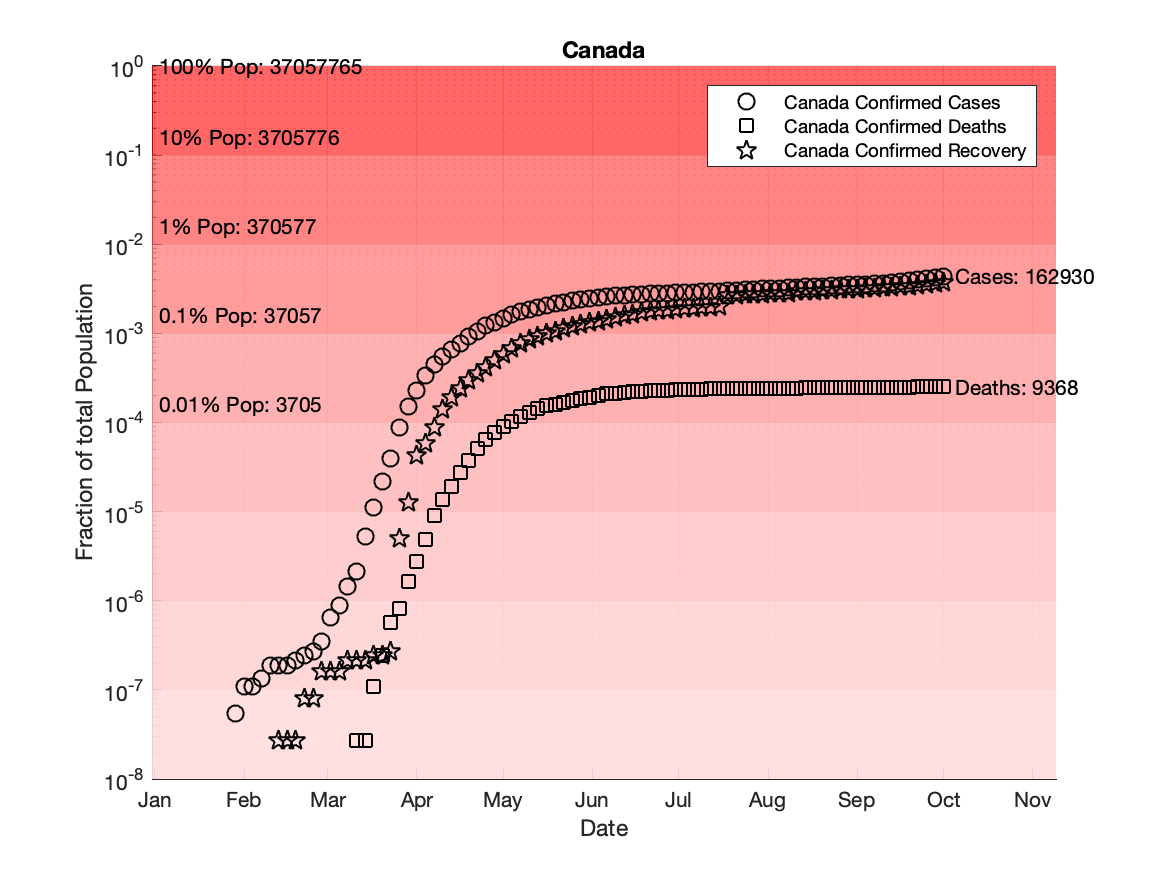 Canada
10^0
100% Pop: 37057765
Canada Confirmed Cases
Canada Confirmed Deaths
Canada Confirmed Recovery
10% Pop: 3705776
10^-1
1% Pop: 370577
10^-2
Cases: 162930
0.1% Pop: 37057
10^-3
Deaths: 9368
0.01% Pop: 3705
10^-4
10^-5
10^-6
10^-7
10^-8
Fraction of total Population
Jan Feb Mar Apr May Jun Jul Aug Sep Oct Nov
Date